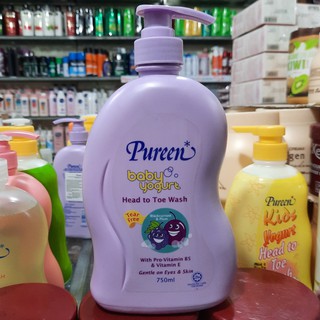 Pureen
baby
yogurt
Head to Toe Wash
Tear
Free
With Pro-Vitamin B5
& Vitamin E
Gentle on Eyes & Skin
750ml
Pureen
Kids
Yogurt
Head to
Toe